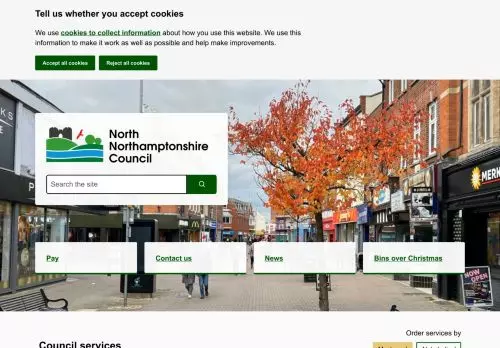 Tell us whether you accept cookies
We use cookies to collect information about how you use this website. We use
this information to make it work as well as possible and help make improvements.
Accept all cookies
Reject all cookies
North
Northamptonshire
Council
Search the site
Pay
Contact us
News
Bins over Christmas
NOW
OPEN
Order services by
Council services